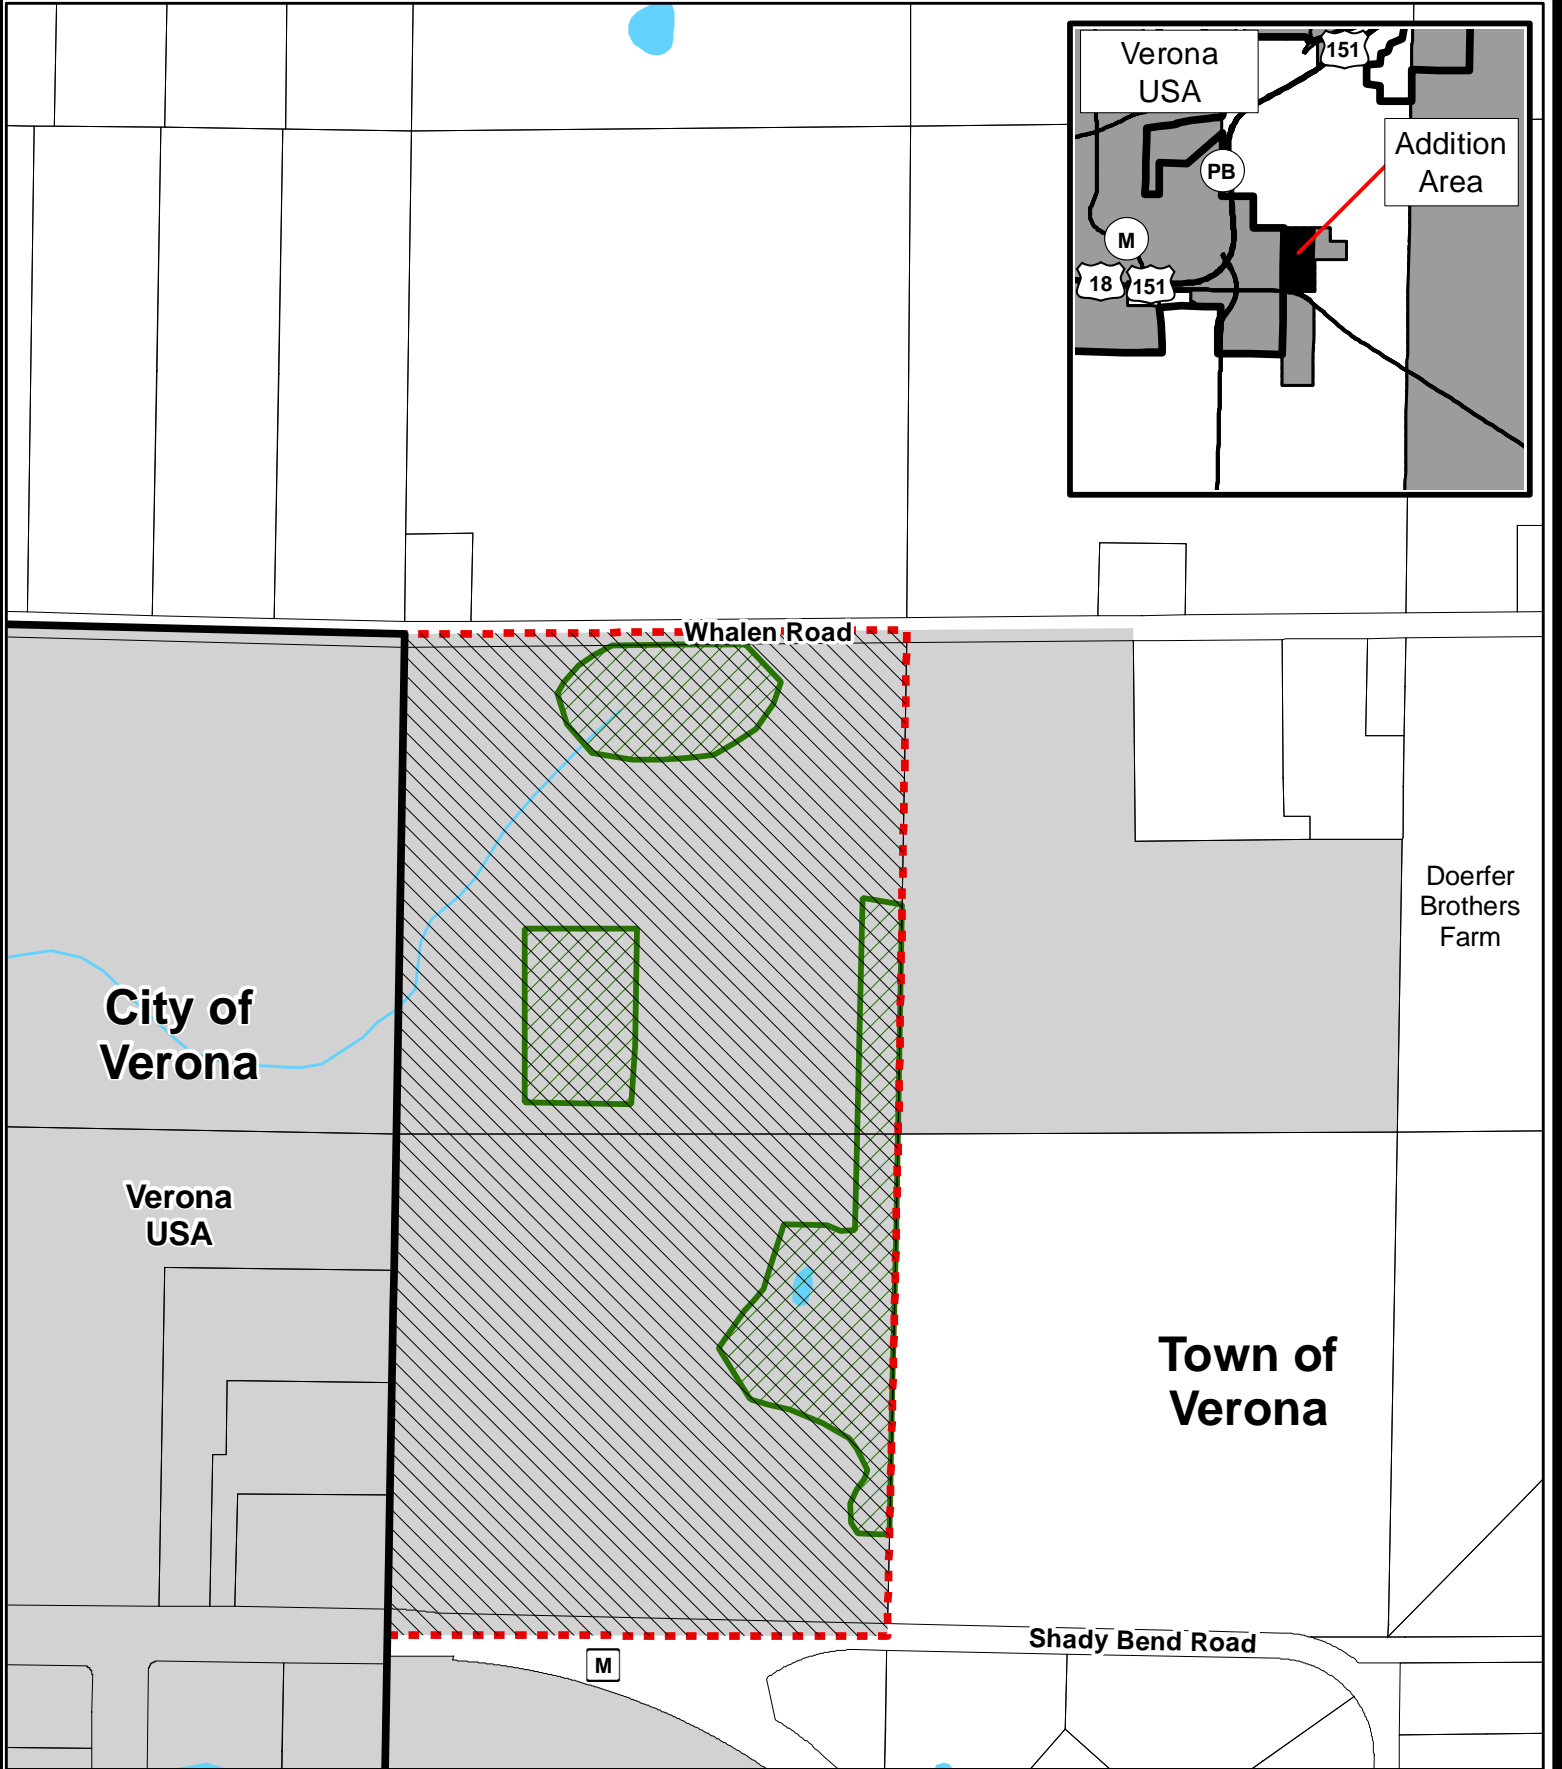 Verona
USA
151
Addition
Area
PB
M
18
151
Whalen Road
Doerfer
Brothers
Farm
City of
Verona
Verona
USA
Town of
Verona
Shady Bend Road
M